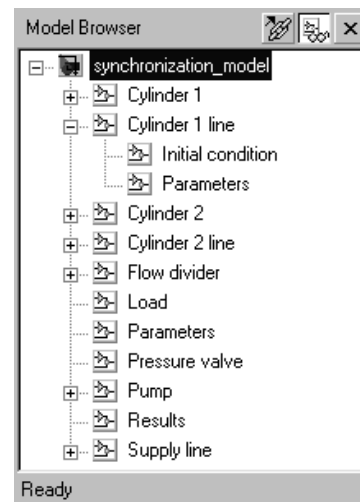 Model Browser
synchronization_model
Cylinder 1
Cylinder 1 line
Initial condition
Parameters
Cylinder 2
Cylinder 2 line
Flow divider
Load
Parameters
Pressure valve
Pump
Results
Supply line
Ready